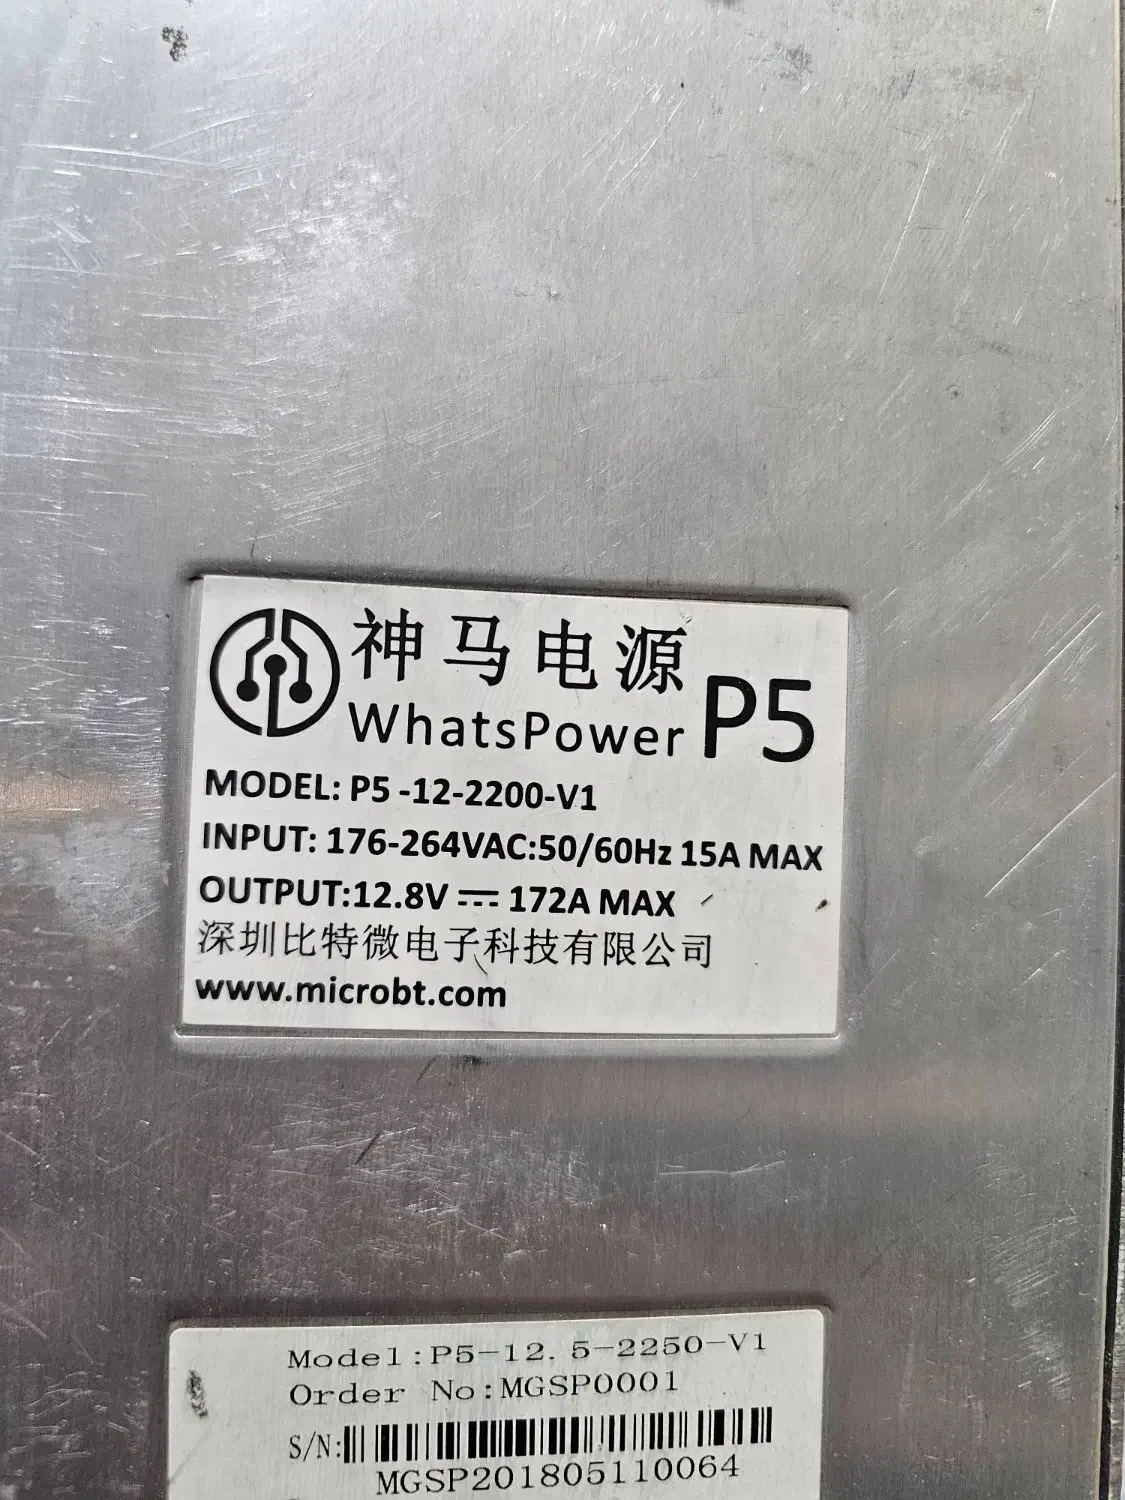 神马电源
WhatsPower P5
MODEL: P5 -12-2200-V1
INPUT: 176-264VAC:50/60Hz 15A MAX
OUTPUT:12.8V ⎓ 172A MAX
深圳比特微电子科技有限公司
www.microbt.com
Model:P5-12.5-2250-V1
Order No:MGSP0001
S/N:
MGSP201805110064